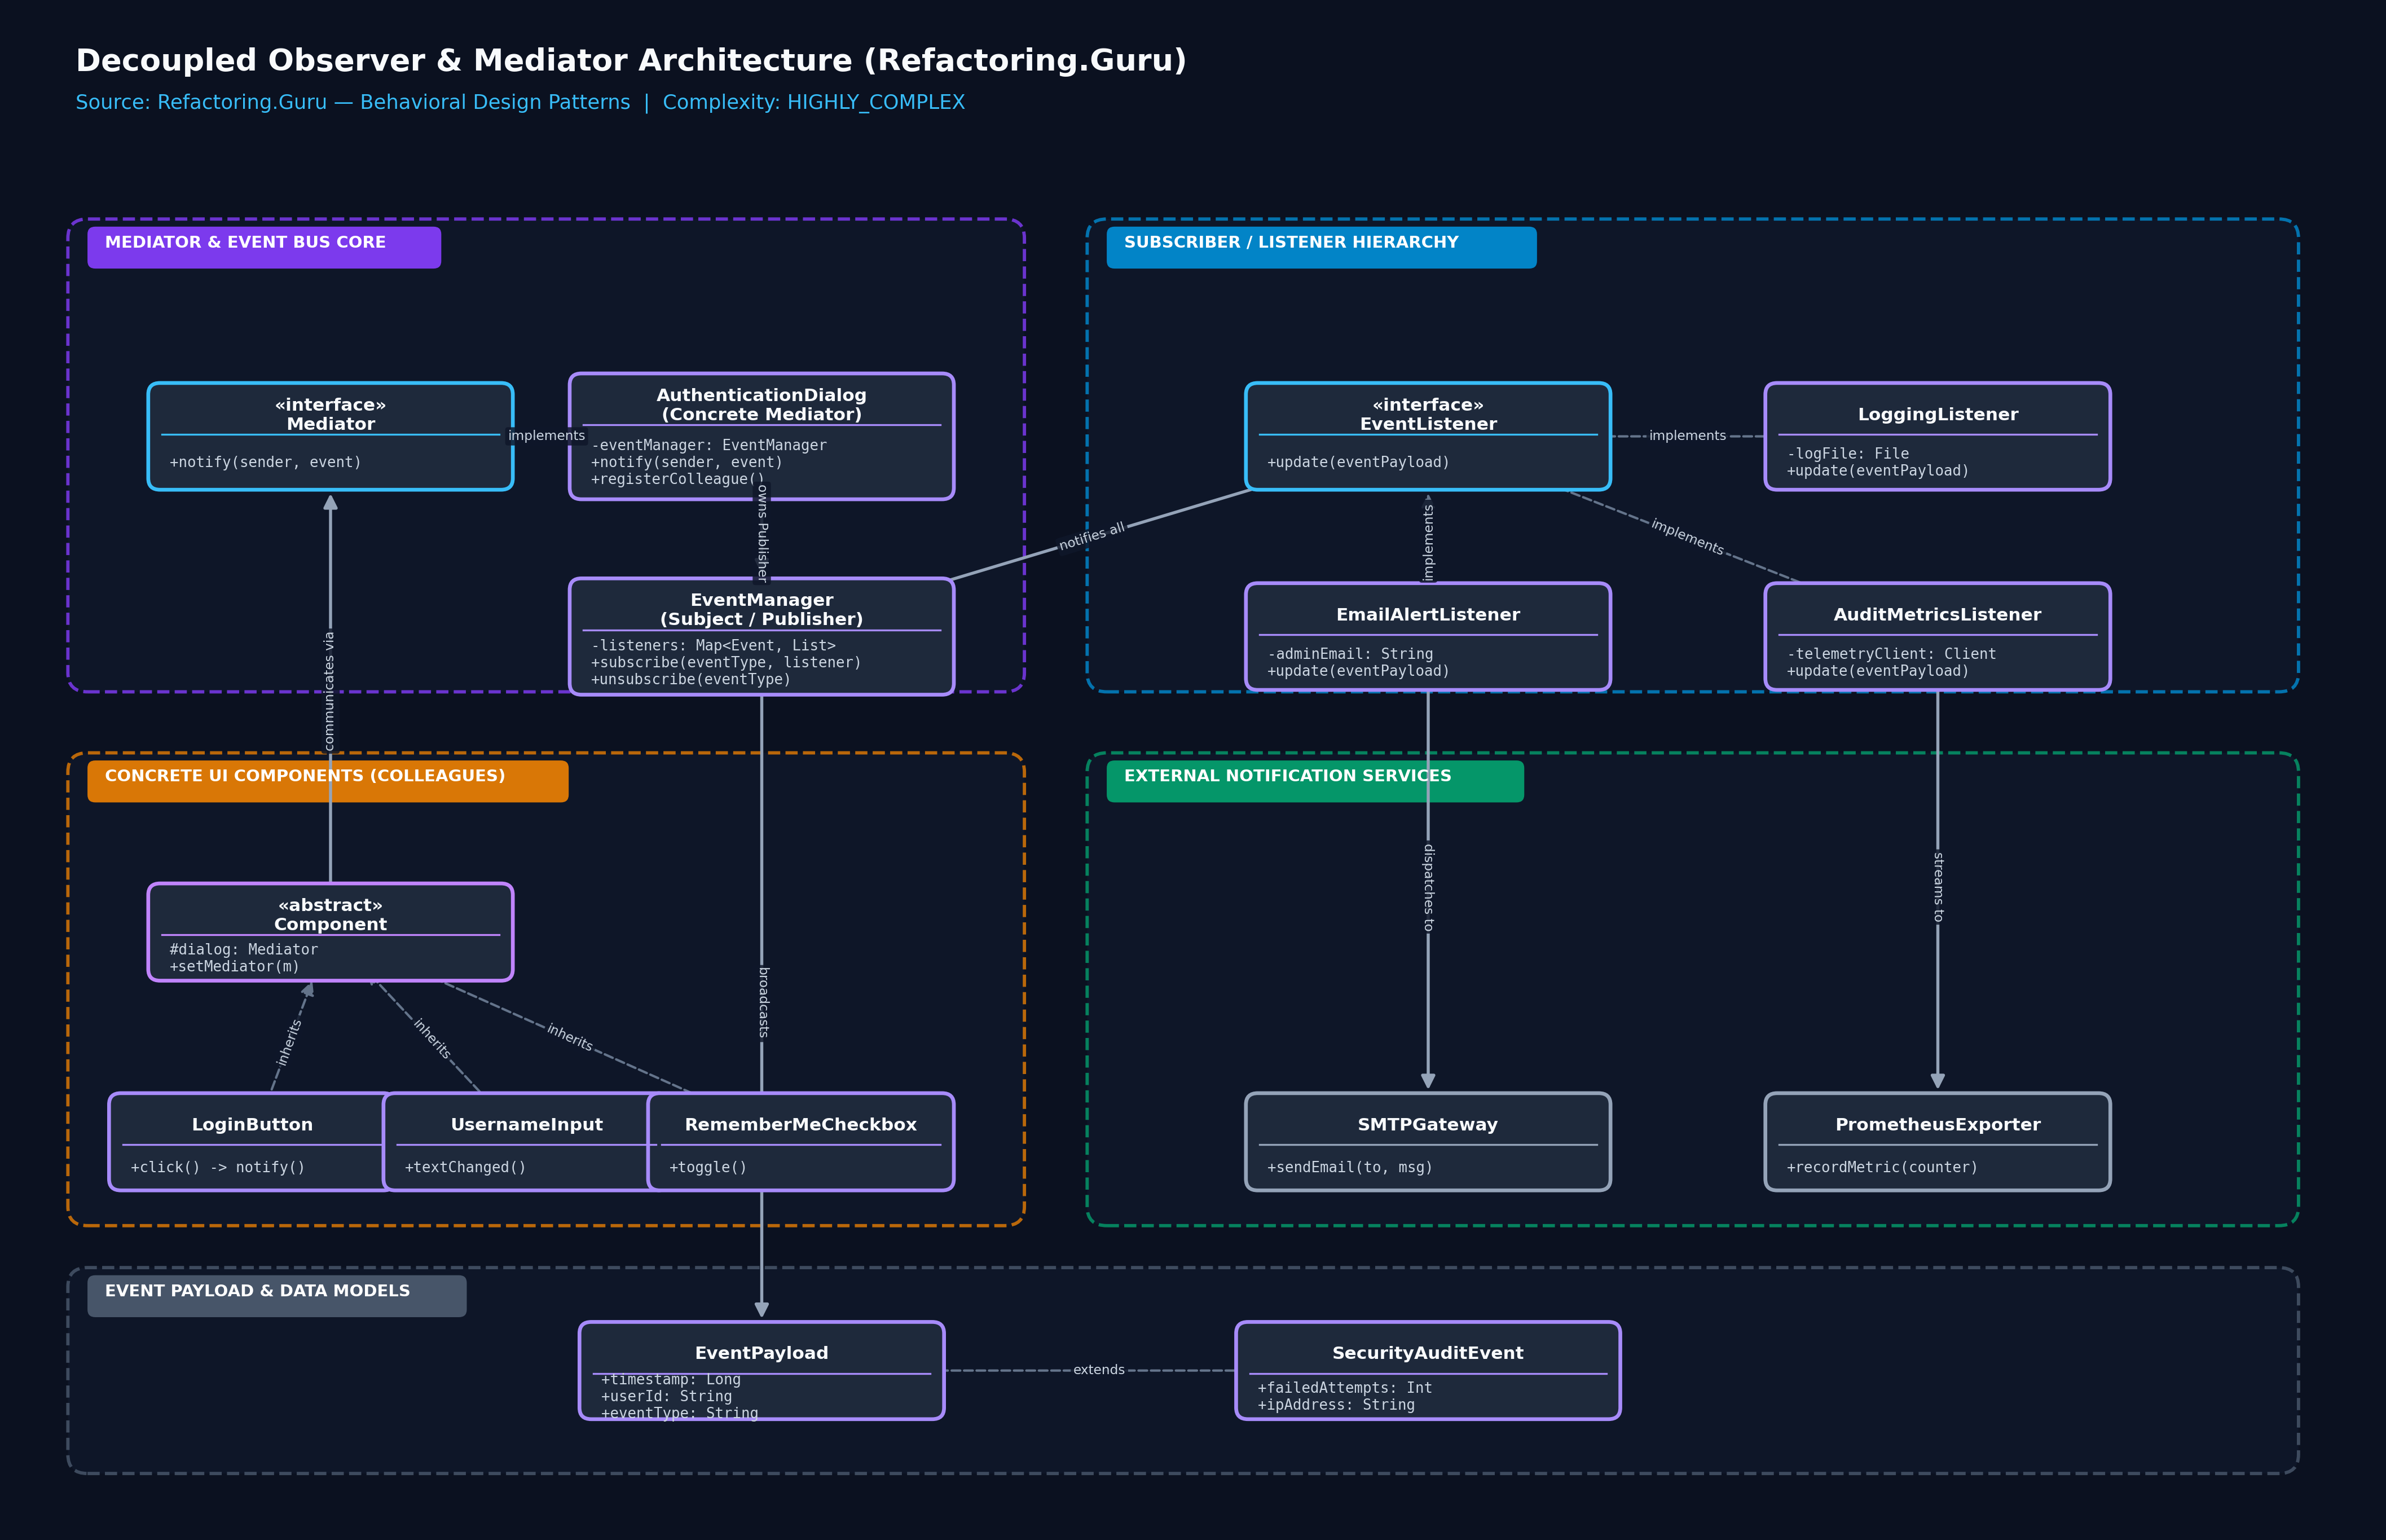 Decoupled Observer & Mediator Architecture (Refactoring.Guru)
Source: Refactoring.Guru — Behavioral Design Patterns | Complexity: HIGHLY_COMPLEX
MEDIATOR & EVENT BUS CORE
«interface»
Mediator
+notify(sender, event)
implements
AuthenticationDialog
(Concrete Mediator)
-eventManager: EventManager
+notify(sender, event)
+registerColleague()
owns Publisher
EventManager
(Subject / Publisher)
-listeners: Map<Event, List>
+subscribe(eventType, listener)
+unsubscribe(eventType)
communicates via
notifies all
SUBSCRIBER / LISTENER HIERARCHY
«interface»
EventListener
+update(eventPayload)
implements
LoggingListener
-logFile: File
+update(eventPayload)
implements
implements
EmailAlertListener
-adminEmail: String
+update(eventPayload)
AuditMetricsListener
-telemetryClient: Client
+update(eventPayload)
CONCRETE UI COMPONENTS (COLLEAGUES)
«abstract»
Component
#dialog: Mediator
+setMediator(m)
inherits
inherits
inherits
broadcasts
LoginButton
+click() -> notify()
UsernameInput
+textChanged()
RememberMeCheckbox
+toggle()
EXTERNAL NOTIFICATION SERVICES
dispatches to
streams to
SMTPGateway
+sendEmail(to, msg)
PrometheusExporter
+recordMetric(counter)
EVENT PAYLOAD & DATA MODELS
EventPayload
+timestamp: Long
+userId: String
+eventType: String
extends
SecurityAuditEvent
+failedAttempts: Int
+ipAddress: String